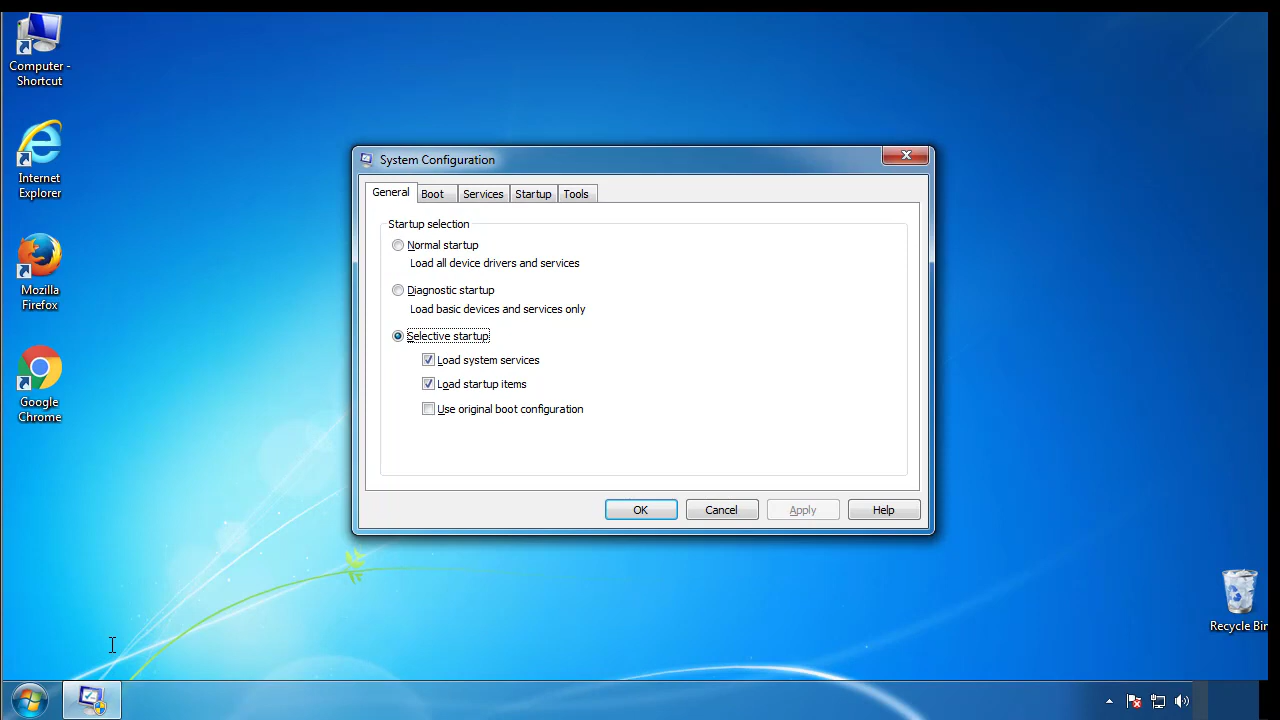 Computer -
Shortcut
Internet
Explorer
Mozilla
Firefox
Google
Chrome
System Configuration
General
Boot
Services
Startup
Tools
Startup selection
Normal startup
Load all device drivers and services
Diagnostic startup
Load basic devices and services only
Selective startup
Load system services
Load startup items
Use original boot configuration
OK
Cancel
Apply
Help
Recycle Bin